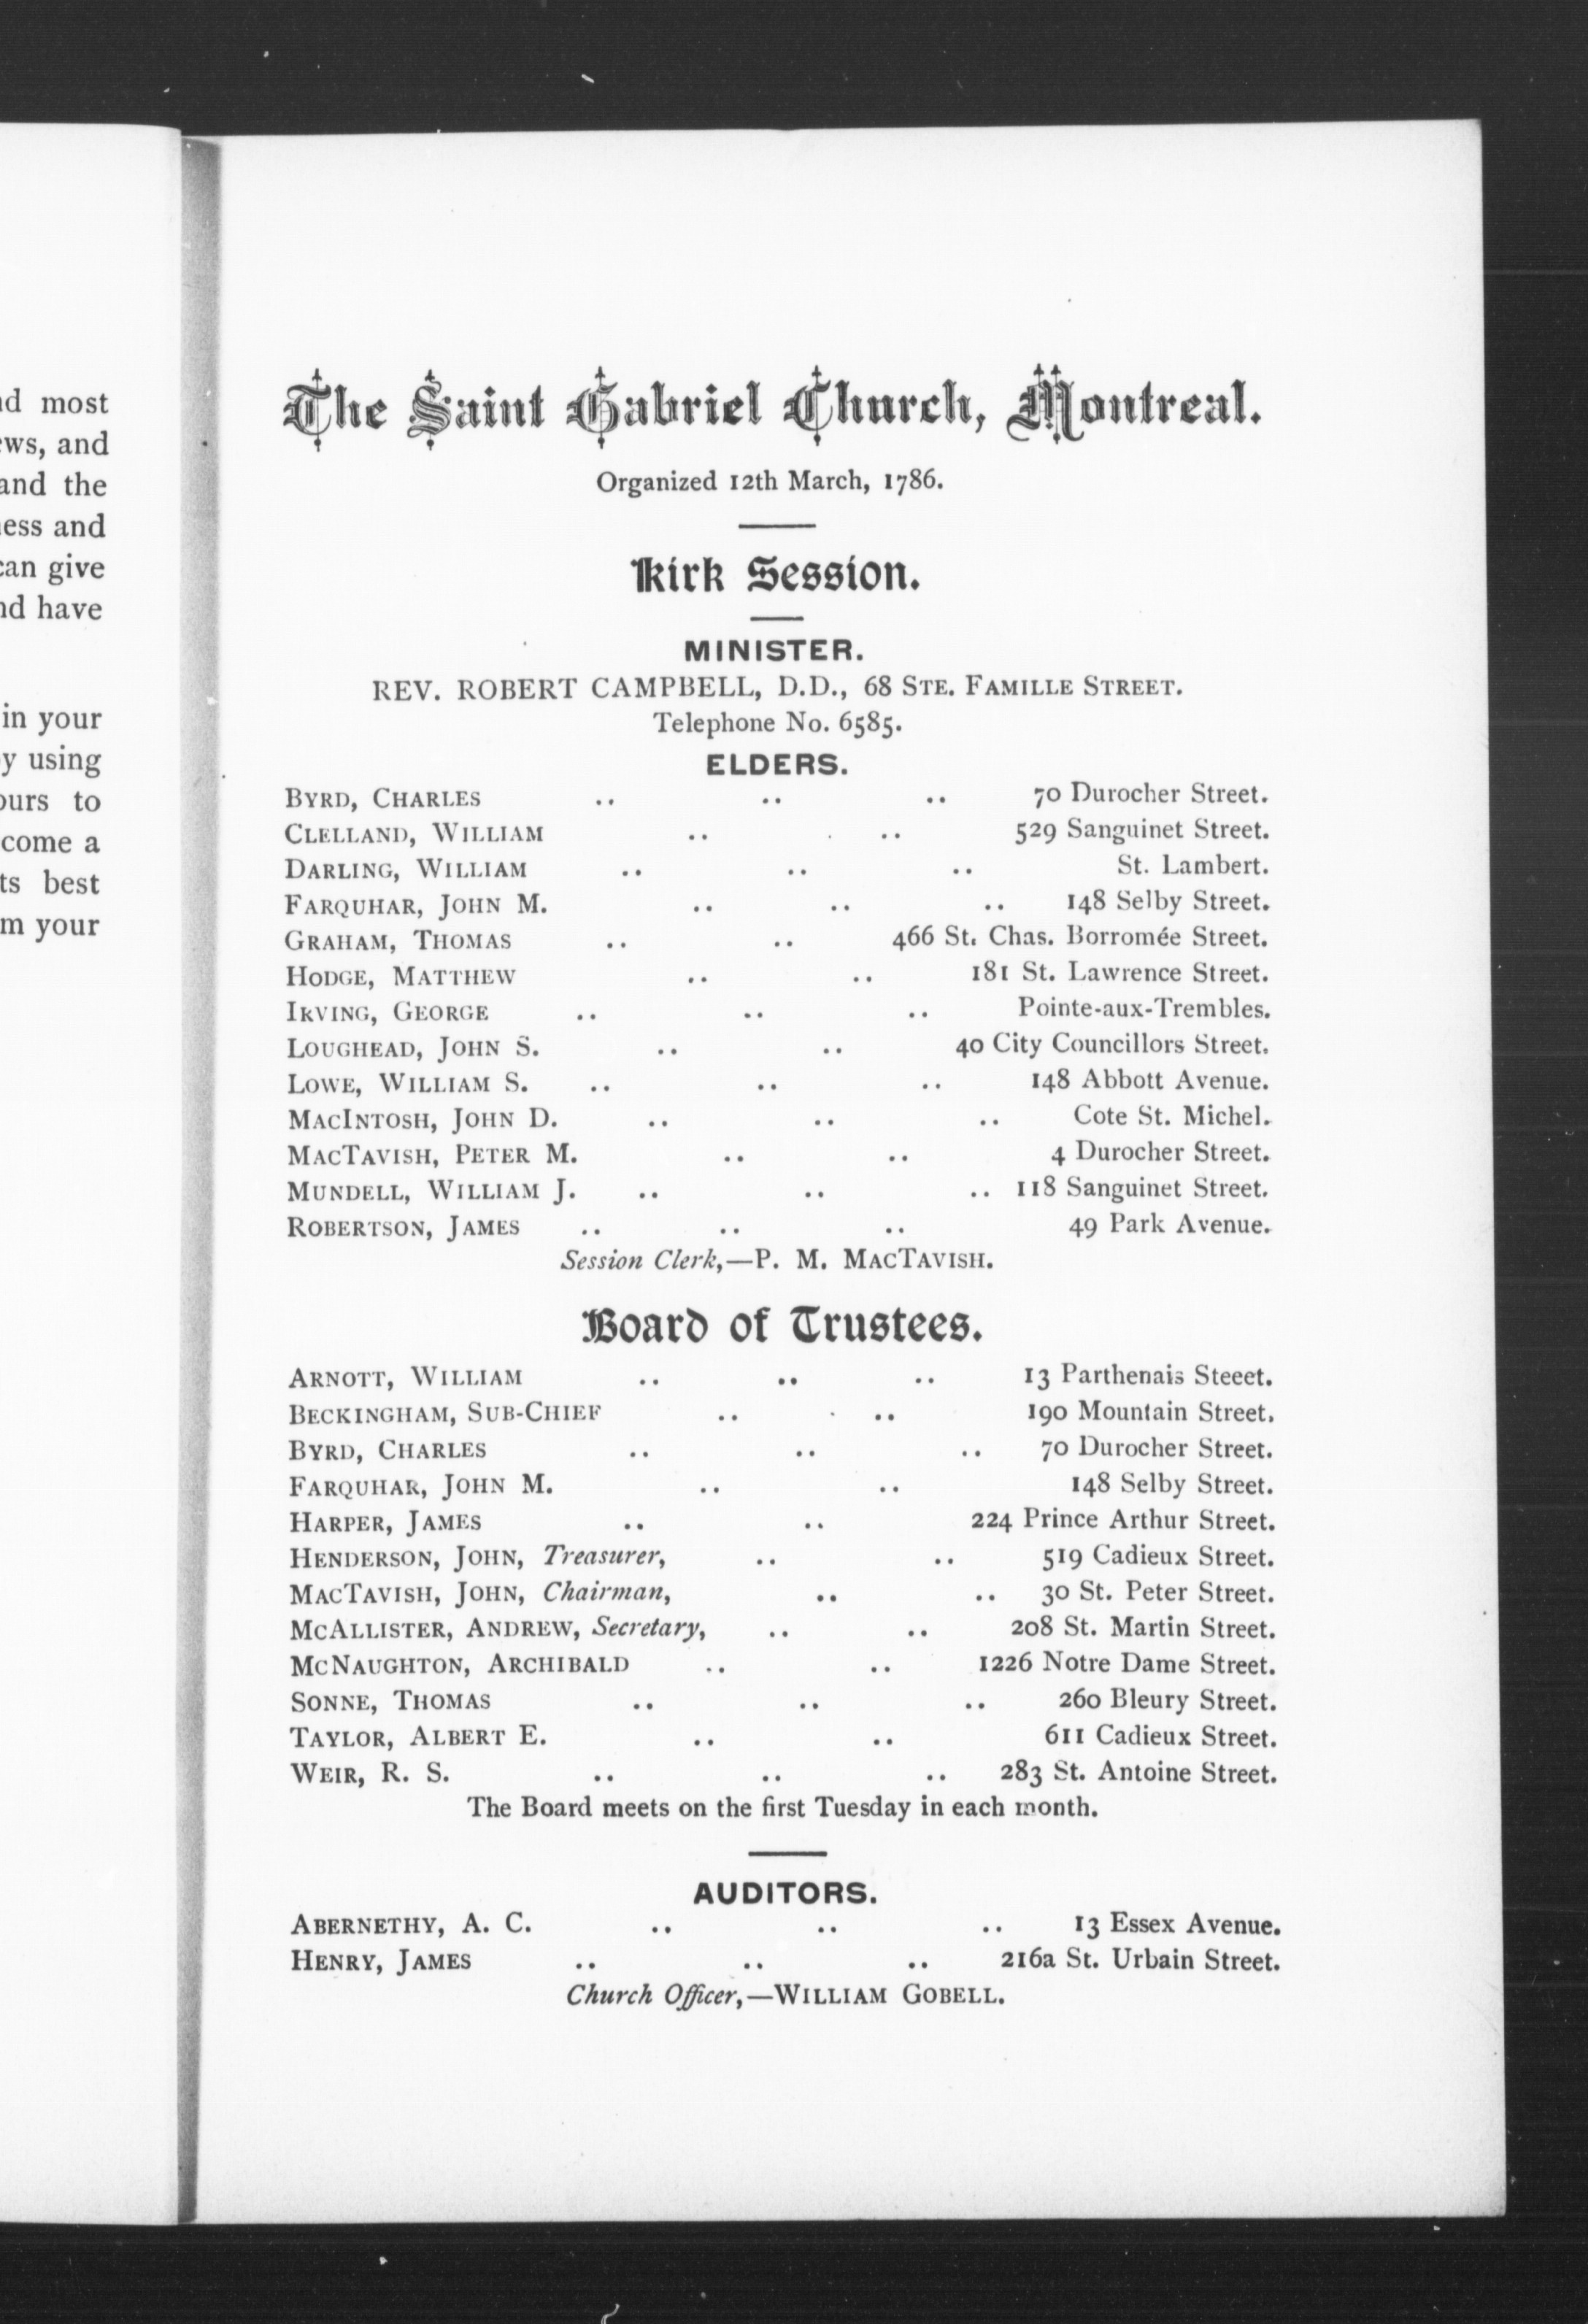 most
and
and the
and
give
have
in your
using
to
come a
best
your
The Saint Gabriel Church, Montreal.
Organized 12th March, 1786.
Kirk Session.
MINISTER.
REV. ROBERT CAMPBELL, D.D., 68 STE. FAMILLE STREET.
Telephone No. 6585.
ELDERS.
BYRD, CHARLES .. .. .. 70 Durocher Street.
CLELLAND, WILLIAM .. .. 529 Sanguinet Street.
DARLING, WILLIAM .. .. .. St. Lambert.
FARQUHAR, JOHN M. .. .. .. 148 Selby Street.
GRAHAM, THOMAS .. .. 466 St. Chas. Borromée Street.
HODGE, MATTHEW .. .. 181 St. Lawrence Street.
IRVING, GEORGE .. .. .. Pointe-aux-Trembles.
LOUGHEAD, JOHN S. .. .. 40 City Councillors Street.
LOWE, WILLIAM S. .. .. .. 148 Abbott Avenue.
MACINTOSH, JOHN D. .. .. .. Cote St. Michel.
MACTAVISH, PETER M. .. .. 4 Durocher Street.
MUNDELL, WILLIAM J. .. .. .. 118 Sanguinet Street.
ROBERTSON, JAMES .. .. .. 49 Park Avenue.
Session Clerk,—P. M. MACTAVISH.
Board of Trustees.
ARNOTT, WILLIAM .. .. .. 13 Parthenais Steeet.
BECKINGHAM, SUB-CHIEF .. .. 190 Mountain Street.
BYRD, CHARLES .. .. .. 70 Durocher Street.
FARQUHAR, JOHN M. .. .. 148 Selby Street.
HARPER, JAMES .. .. 224 Prince Arthur Street.
HENDERSON, JOHN, Treasurer, .. .. 519 Cadieux Street.
MACTAVISH, JOHN, Chairman, .. .. 30 St. Peter Street.
MCALLISTER, ANDREW, Secretary, .. .. 208 St. Martin Street.
MCNAUGHTON, ARCHIBALD .. .. 1226 Notre Dame Street.
SONNE, THOMAS .. .. .. 260 Bleury Street.
TAYLOR, ALBERT E. .. .. 611 Cadieux Street.
WEIR, R. S. .. .. .. 283 St. Antoine Street.
The Board meets on the first Tuesday in each month.
AUDITORS.
ABERNETHY, A. C. .. .. .. 13 Essex Avenue.
HENRY, JAMES .. .. .. 216a St. Urbain Street.
Church Officer,—WILLIAM GOBELL.